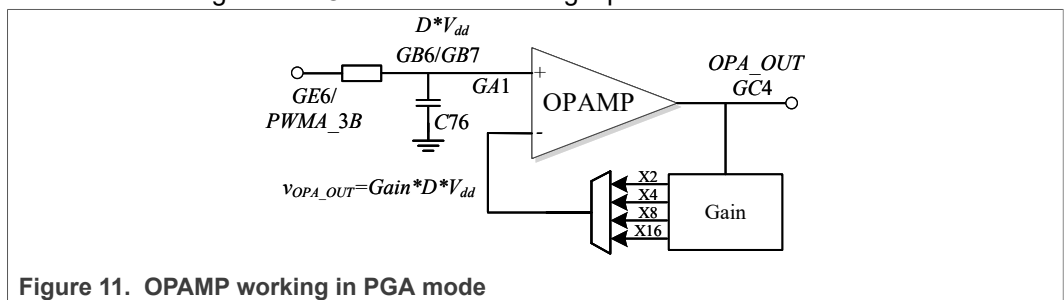 D*Vdd
GB6/GB7
GA1
GE6/
PWMA_3B
C76
+
OPAMP
-
OPA_OUT
GC4
vOPA_OUT=Gain*D*Vdd
X2
X4
X8
X16
Gain
Figure 11. OPAMP working in PGA mode